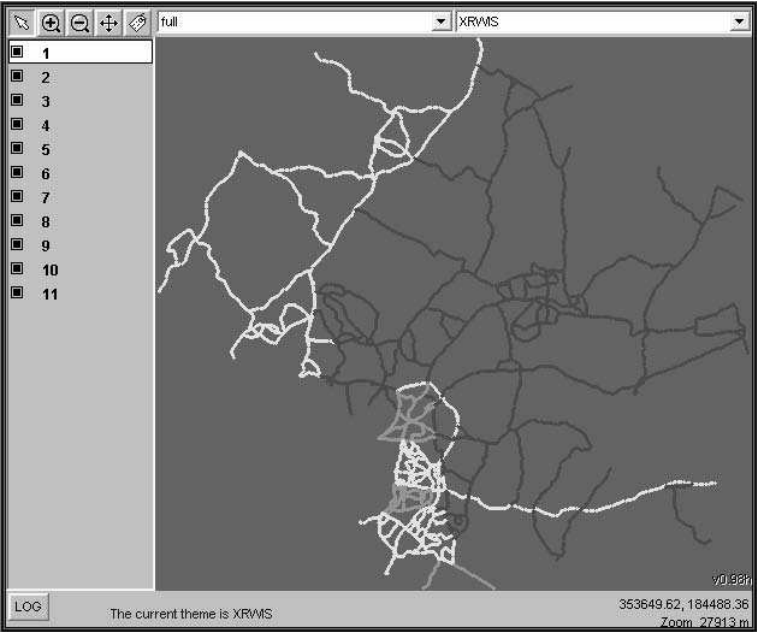 full
XRWIS
1
2
3
4
5
6
7
8
9
10
11
v0.98h
LOG
The current theme is XRWIS
353649.62, 184488.36
Zoom 27913 m